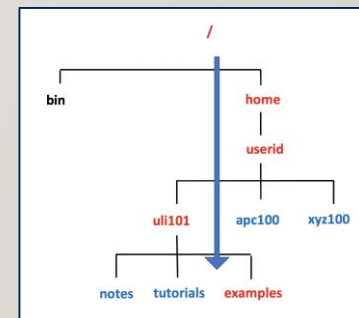 /
bin home
userid
uli101 apc100 xyz100
notes tutorials examples